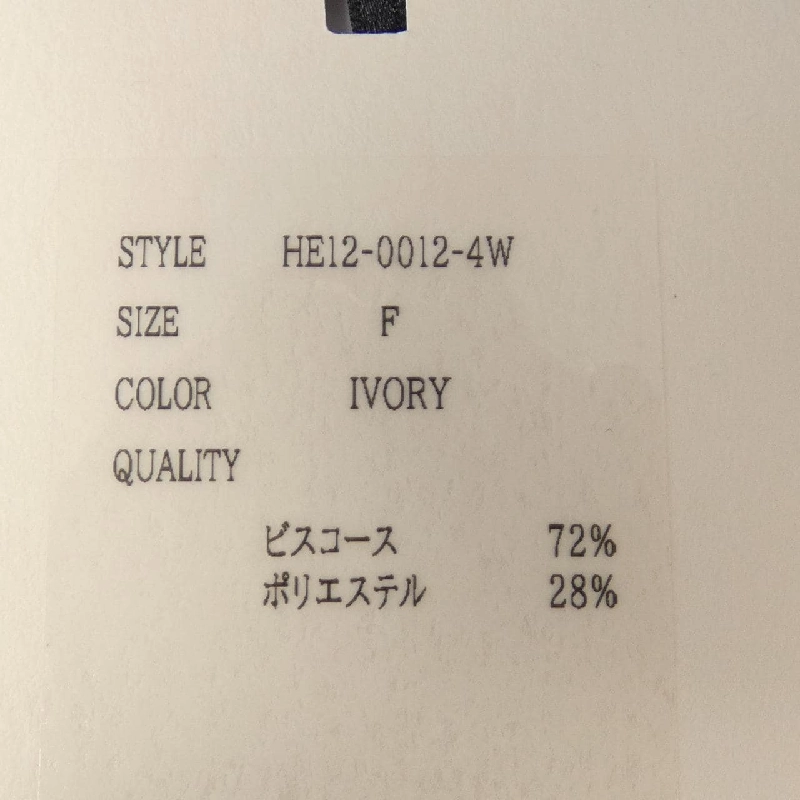 STYLE HE12-0012-4W
SIZE F
COLOR IVORY
QUALITY
ビスコース 72%
ポリエステル 28%